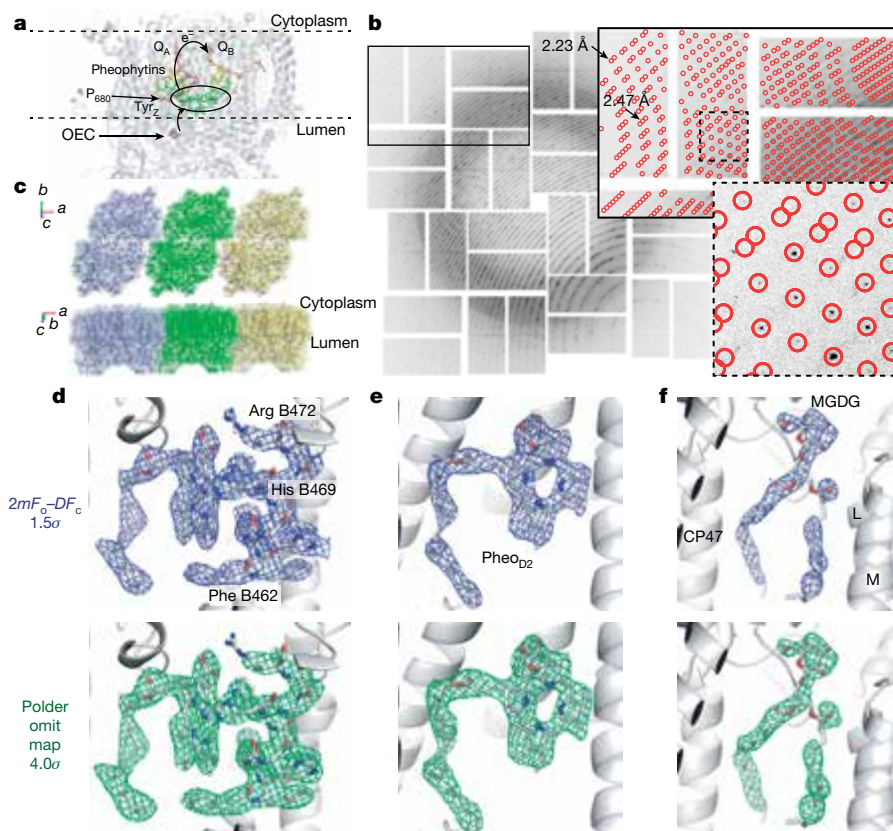 a
Cytoplasm
e⁻
Q_A
Q_B
Pheophytins
P_680
Tyr_Z
Lumen
OEC
b
2.23 Å
2.47 Å
c
b
a
c
a
c b
Cytoplasm
Lumen
d
Arg B472
His B469
Phe B462
2mF_o–DF_c
1.5σ
e
Pheo_D2
f
MGDG
CP47
L
M
Polder
omit
map
4.0σ